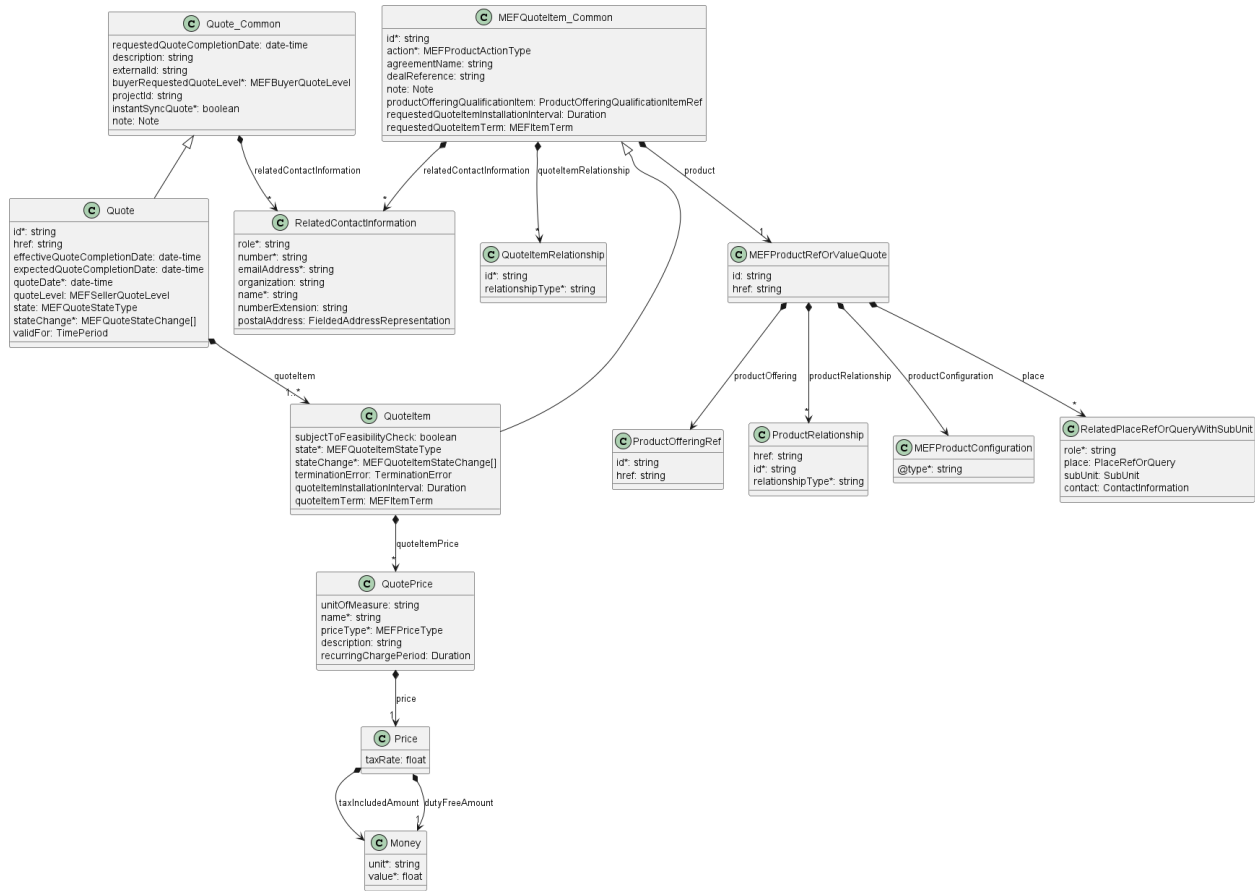 C Quote_Common
requestedQuoteCompletionDate: date-time
description: string
externalId: string
buyerRequestedQuoteLevel*: MEFBuyerQuoteLevel
projectId: string
instantSyncQuote*: boolean
note: Note
C MEFQuoteItem_Common
id*: string
action*: MEFProductActionType
agreementName: string
dealReference: string
note: Note
productOfferingQualificationItem: ProductOfferingQualificationItemRef
requestedQuoteItemInstallationInterval: Duration
requestedQuoteItemTerm: MEFItemTerm
relatedContactInformation
*
relatedContactInformation
*
quoteItemRelationship
*
product
1
C Quote
id*: string
href: string
effectiveQuoteCompletionDate: date-time
expectedQuoteCompletionDate: date-time
quoteDate*: date-time
quoteLevel: MEFSellerQuoteLevel
state: MEFQuoteStateType
stateChange*: MEFQuoteStateChange[]
validFor: TimePeriod
C RelatedContactInformation
role*: string
number*: string
emailAddress*: string
organization: string
name*: string
numberExtension: string
postalAddress: FieldedAddressRepresentation
C QuoteItemRelationship
id*: string
relationshipType*: string
C MEFProductRefOrValueQuote
id: string
href: string
quoteItem
1..*
productOffering
productRelationship
*
productConfiguration
place
*
C QuoteItem
subjectToFeasibilityCheck: boolean
state*: MEFQuoteItemStateType
stateChange*: MEFQuoteItemStateChange[]
terminationError: TerminationError
quoteItemInstallationInterval: Duration
quoteItemTerm: MEFItemTerm
C ProductOfferingRef
id*: string
href: string
C ProductRelationship
href: string
id*: string
relationshipType*: string
C MEFProductConfiguration
@type*: string
C RelatedPlaceRefOrQueryWithSubUnit
role*: string
place: PlaceRefOrQuery
subUnit: SubUnit
contact: ContactInformation
quoteItemPrice
*
C QuotePrice
unitOfMeasure: string
name*: string
priceType*: MEFPriceType
description: string
recurringChargePeriod: Duration
price
1
C Price
taxRate: float
taxIncludedAmount
dutyFreeAmount
1
C Money
unit*: string
value*: float